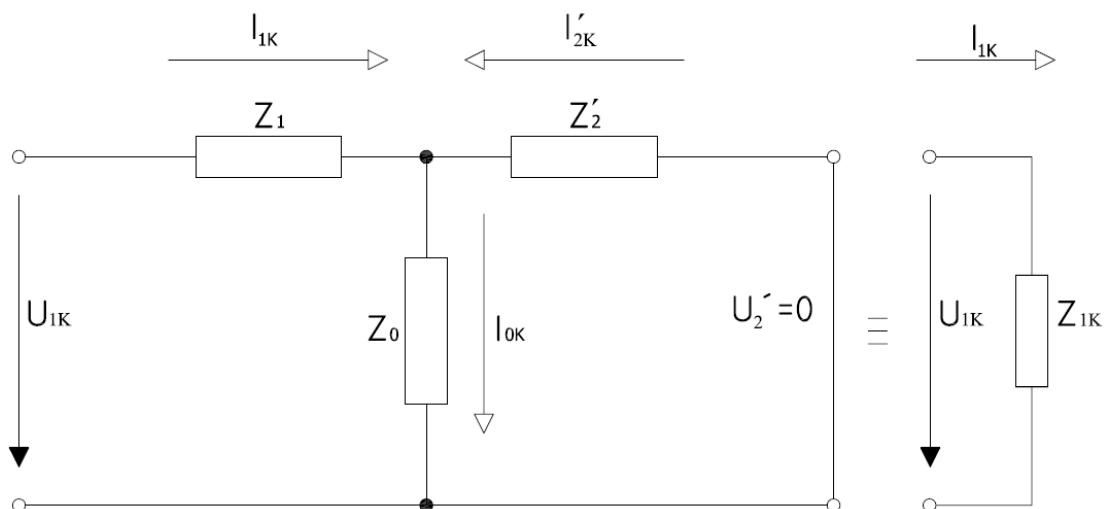 I₁ₖ I′₂ₖ I₁ₖ
Z₁ Z′₂
U₁ₖ Z₀ I₀ₖ U₂′=0 ≡ U₁ₖ Z₁ₖ